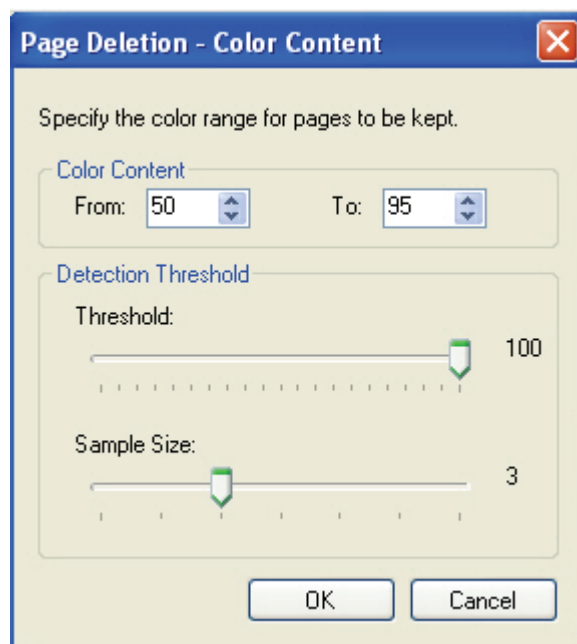 Page Deletion - Color Content
Specify the color range for pages to be kept.
Color Content
From: 50 To: 95
Detection Threshold
Threshold:
100
Sample Size:
3
OK Cancel